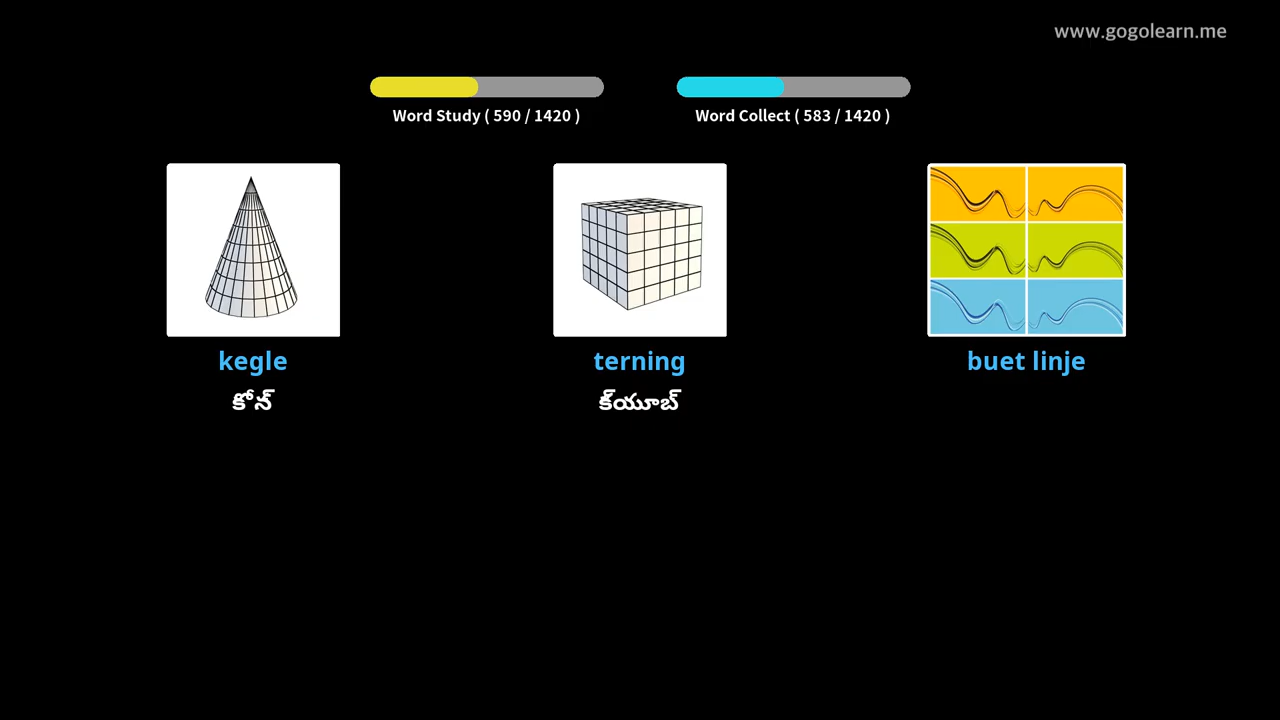 www.gogolearn.me
Word Study ( 590 / 1420 )
Word Collect ( 583 / 1420 )
kegle
terning
buet linje
కోన్
క్‌యూబ్